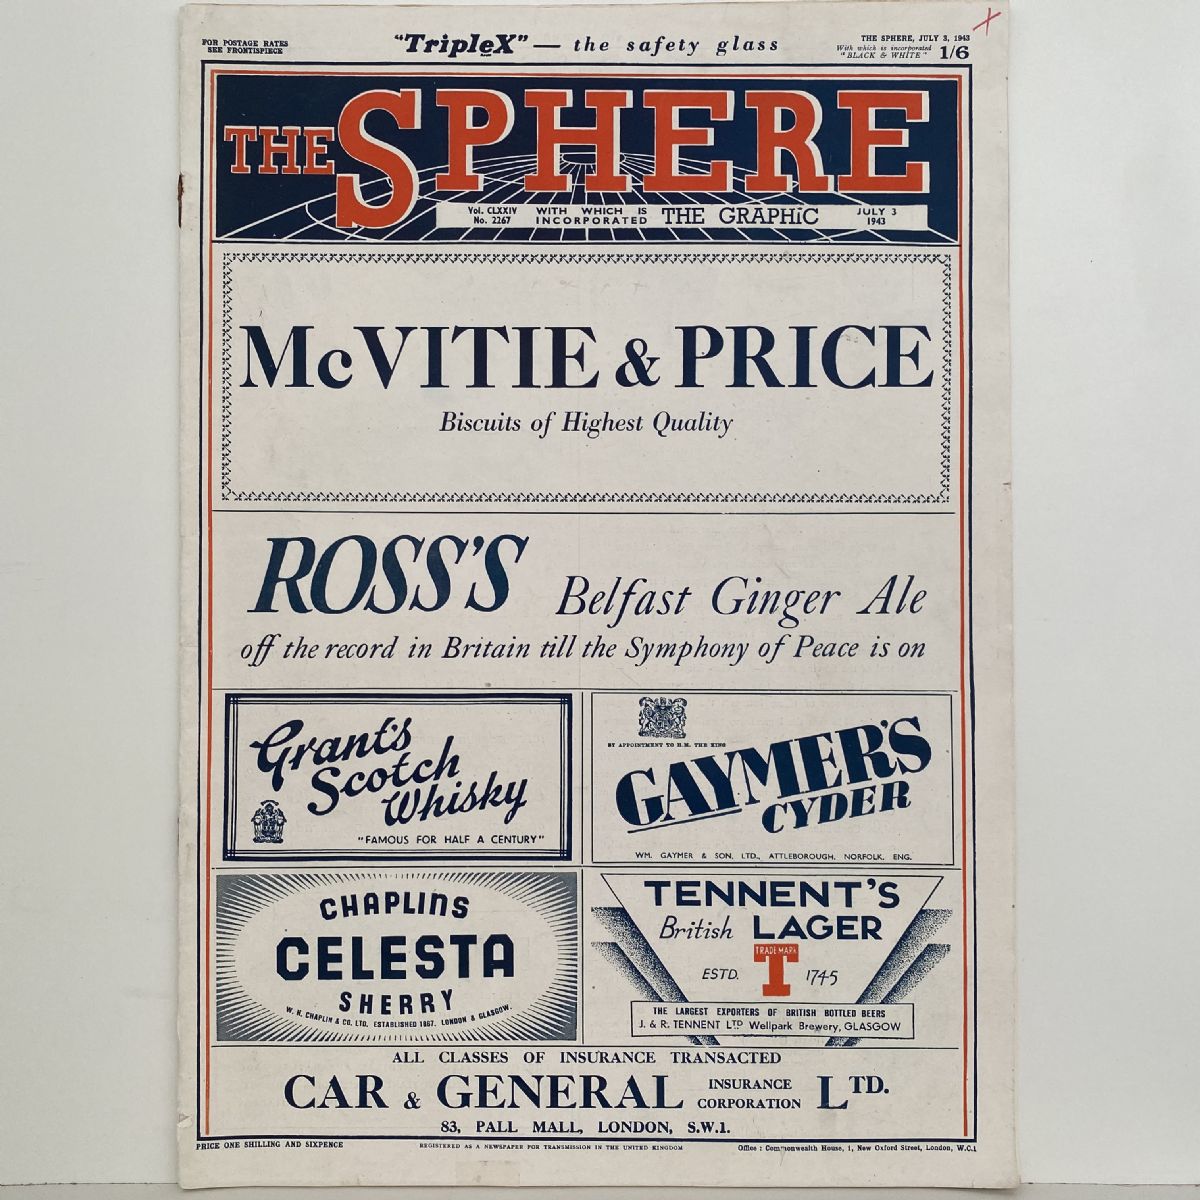 FOR POSTAGE RATES
SEE FRONTISPIECE
"TripleX" — the safety glass
THE SPHERE, JULY 3, 1943
With which is incorporated
"BLACK & WHITE"
1/6
THE SPHERE
Vol. CLXXIV
No. 2267
WITH WHICH IS
INCORPORATED
THE GRAPHIC
JULY 3
1943
McVITIE & PRICE
Biscuits of Highest Quality
ROSS'S Belfast Ginger Ale
off the record in Britain till the Symphony of Peace is on
Grant's
Scotch
Whisky
"FAMOUS FOR HALF A CENTURY"
BY APPOINTMENT TO H.M. THE KING
GAYMER'S
CYDER
WM. GAYMER & SON, LTD., ATTLEBOROUGH, NORFOLK, ENG.
CHAPLINS
CELESTA
SHERRY
W. H. CHAPLIN & CO. LTD. ESTABLISHED 1867. LONDON & GLASGOW.
TENNENT'S
British LAGER
TRADE MARK
ESTD. T 1745
THE LARGEST EXPORTERS OF BRITISH BOTTLED BEERS
J. & R. TENNENT LTD Wellpark Brewery, GLASGOW
ALL CLASSES OF INSURANCE TRANSACTED
CAR & GENERAL INSURANCE CORPORATION LTD.
83, PALL MALL, LONDON, S.W.1.
PRICE ONE SHILLING AND SIXPENCE
REGISTERED AS A NEWSPAPER FOR TRANSMISSION IN THE UNITED KINGDOM
Office : Commonwealth House, 1, New Oxford Street, London, W.C.1